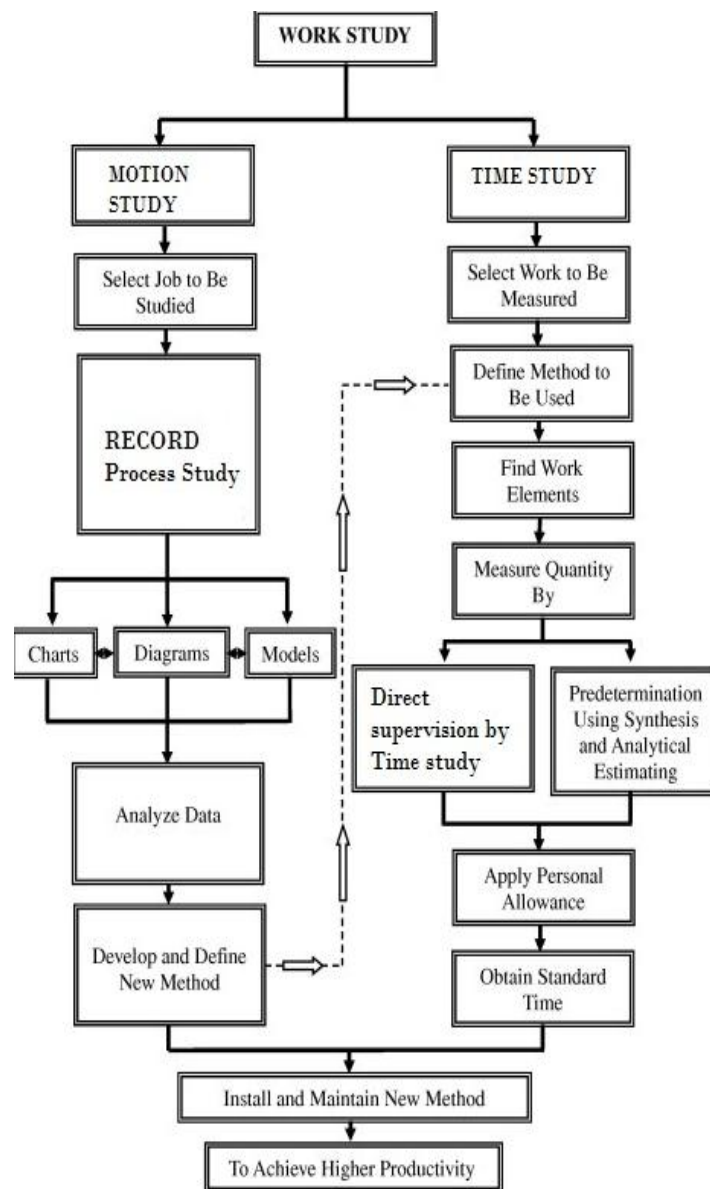 WORK STUDY
MOTION
STUDY
TIME STUDY
Select Job to Be
Studied
Select Work to Be
Measured
RECORD
Process Study
Define Method to
Be Used
Find Work
Elements
Measure Quantity
By
Charts
Diagrams
Models
Direct
supervision by
Time study
Predetermination
Using Synthesis
and Analytical
Estimating
Analyze Data
Apply Personal
Allowance
Develop and Define
New Method
Obtain Standard
Time
Install and Maintain New Method
To Achieve Higher Productivity